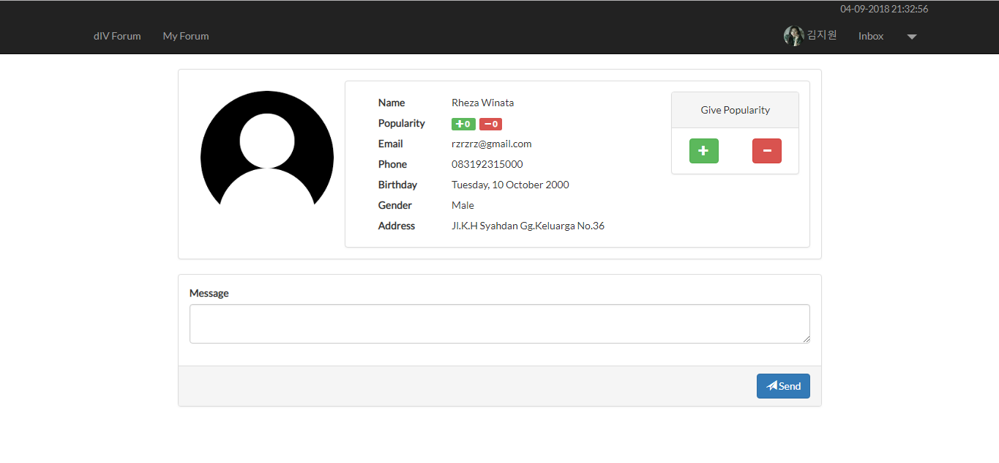 04-09-2018 21:32:56
dIV Forum My Forum 김지원 Inbox
Name Rheza Winata
Popularity +0 -0
Email rzrzrz@gmail.com
Phone 083192315000
Birthday Tuesday, 10 October 2000
Gender Male
Address Jl.K.H Syahdan Gg.Keluarga No.36
Give Popularity
+ -
Message
Send